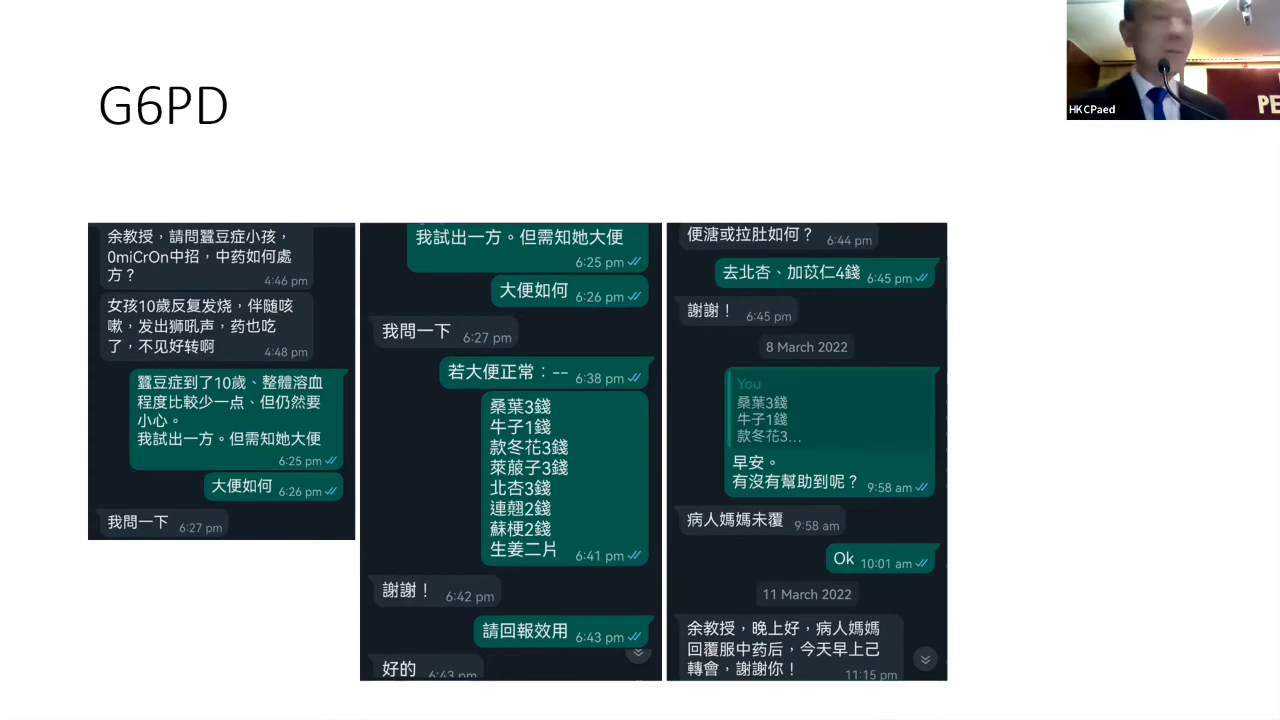 G6PD
HKCPaed
PE
余教授，請問蠶豆症小孩，
0miCrOn中招，中药如何處
方？
4:46 pm
女孩10歲反复发烧，伴随咳
嗽，发出狮吼声，药也吃
了，不见好转啊
4:48 pm
蠶豆症到了10歲、整體溶血
程度比較少一点、但仍然要
小心。
我試出一方。但需知她大便
6:25 pm
大便如何 6:26 pm
我問一下 6:27 pm
我試出一方。但需知她大便
6:25 pm
大便如何 6:26 pm
我問一下 6:27 pm
若大便正常：-- 6:38 pm
桑葉3錢
牛子1錢
款冬花3錢
萊菔子3錢
北杏3錢
連翹2錢
蘇梗2錢
生姜二片 6:41 pm
謝謝！ 6:42 pm
請回報效用 6:43 pm
好的 6:43 pm
便溏或拉肚如何？ 6:44 pm
去北杏、加苡仁4錢 6:45 pm
謝謝！ 6:45 pm
8 March 2022
You
桑葉3錢
牛子1錢
款冬花3...
早安。
有沒有幫助到呢？ 9:58 am
病人媽媽未覆 9:58 am
Ok 10:01 am
11 March 2022
余教授，晚上好，病人媽媽
回覆服中药后，今天早上己
轉會，謝謝你！ 11:15 pm